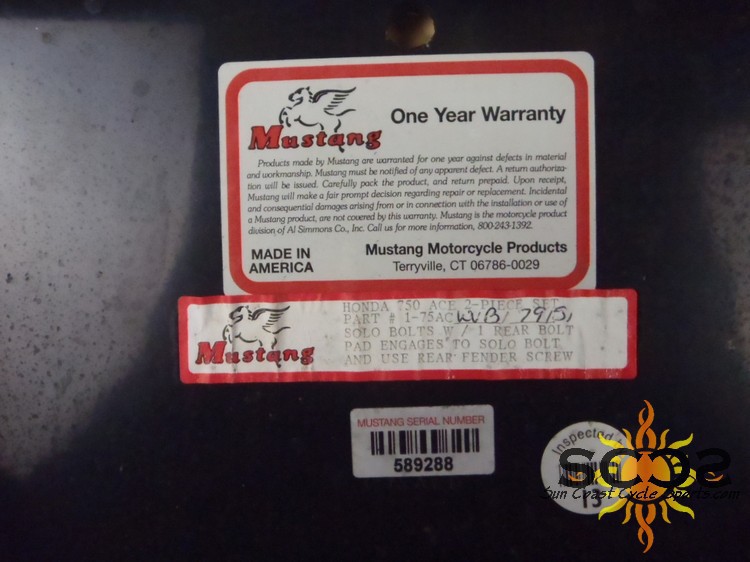 Mustang
One Year Warranty
Products made by Mustang are warranted for one year against defects in material
and workmanship. Mustang must be notified of any apparent defect. A return authoriza-
tion will be issued. Carefully pack the product, and return prepaid. Upon receipt,
Mustang will make a fair prompt decision regarding repair or replacement. Incidental
and consequential damages arising from or in connection with the installation or use of
a Mustang product, are not covered by this warranty. Mustang is the motorcycle product
division of Al Simmons Co., Inc. Call us for more information, 800-243-1392.
MADE IN
AMERICA
Mustang Motorcycle Products
Terryville, CT 06786-0029
Mustang
HONDA 750 ACE 2-PIECE SET
PART # 1-75AC
SOLO BOLTS W/ 1 REAR BOLT
PAD ENGAGES TO SOLO BOLT
AND USE REAR FENDER SCREW
MUSTANG SERIAL NUMBER
589288
Inspected
13
SCCS
Sun Coast Cycle Sports.com